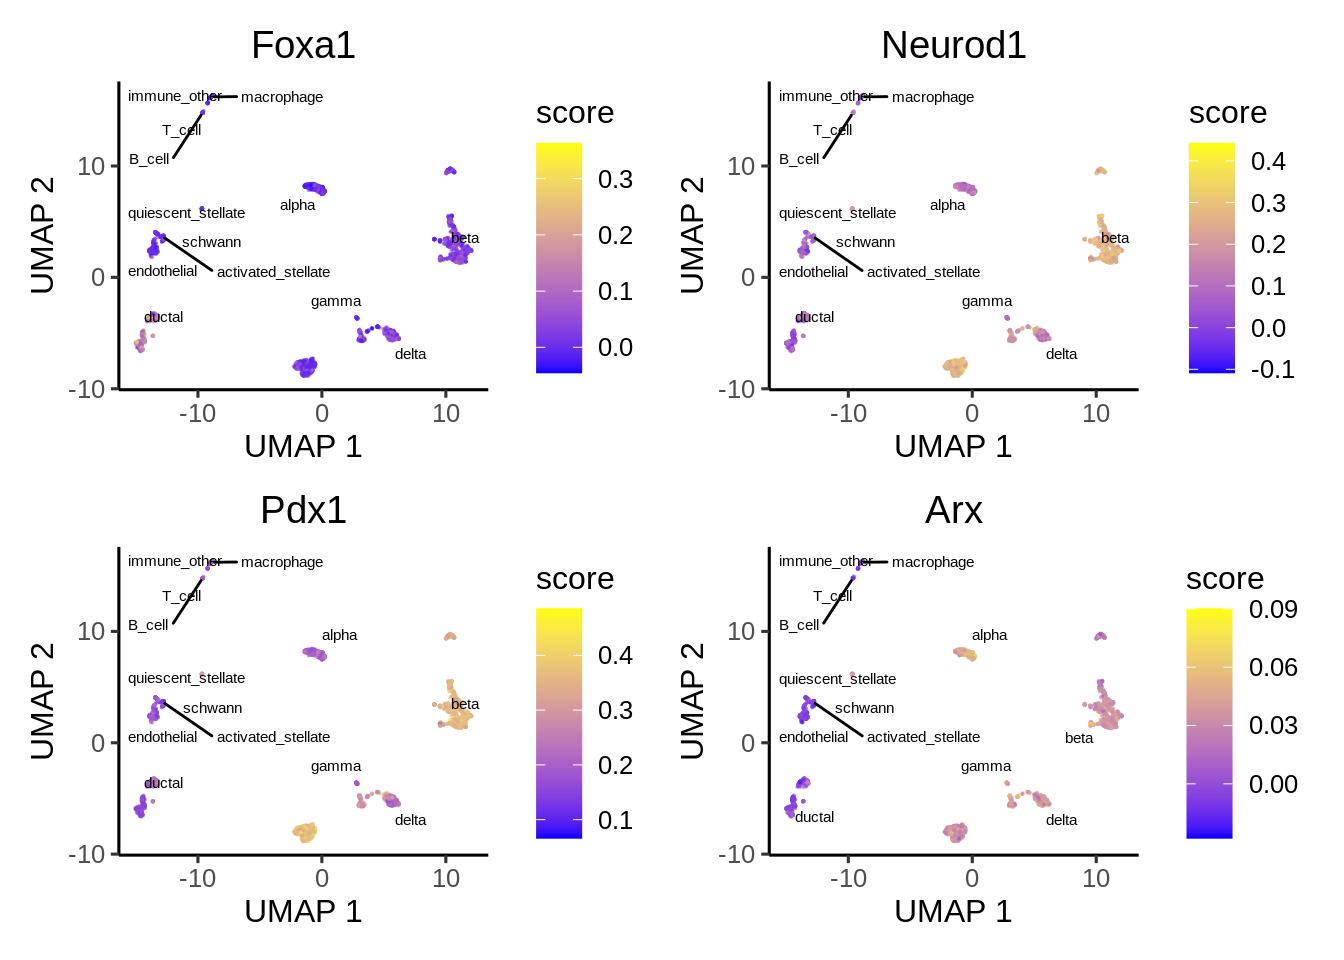 Foxa1
score
0.3
0.2
0.1
0.0
UMAP 2
10
0
-10
immune_other
macrophage
T_cell
B_cell
quiescent_stellate
schwann
endothelial
activated_stellate
ductal
alpha
beta
gamma
delta
-10
0
10
UMAP 1
Neurod1
score
0.4
0.3
0.2
0.1
0.0
-0.1
UMAP 2
10
0
-10
immune_other
macrophage
T_cell
B_cell
quiescent_stellate
schwann
endothelial
activated_stellate
ductal
alpha
beta
gamma
delta
-10
0
10
UMAP 1
Pdx1
score
0.4
0.3
0.2
0.1
UMAP 2
10
0
-10
immune_other
macrophage
T_cell
B_cell
quiescent_stellate
schwann
endothelial
activated_stellate
ductal
alpha
beta
gamma
delta
-10
0
10
UMAP 1
Arx
score
0.09
0.06
0.03
0.00
UMAP 2
10
0
-10
immune_other
macrophage
T_cell
B_cell
quiescent_stellate
schwann
endothelial
activated_stellate
ductal
alpha
beta
gamma
delta
-10
0
10
UMAP 1